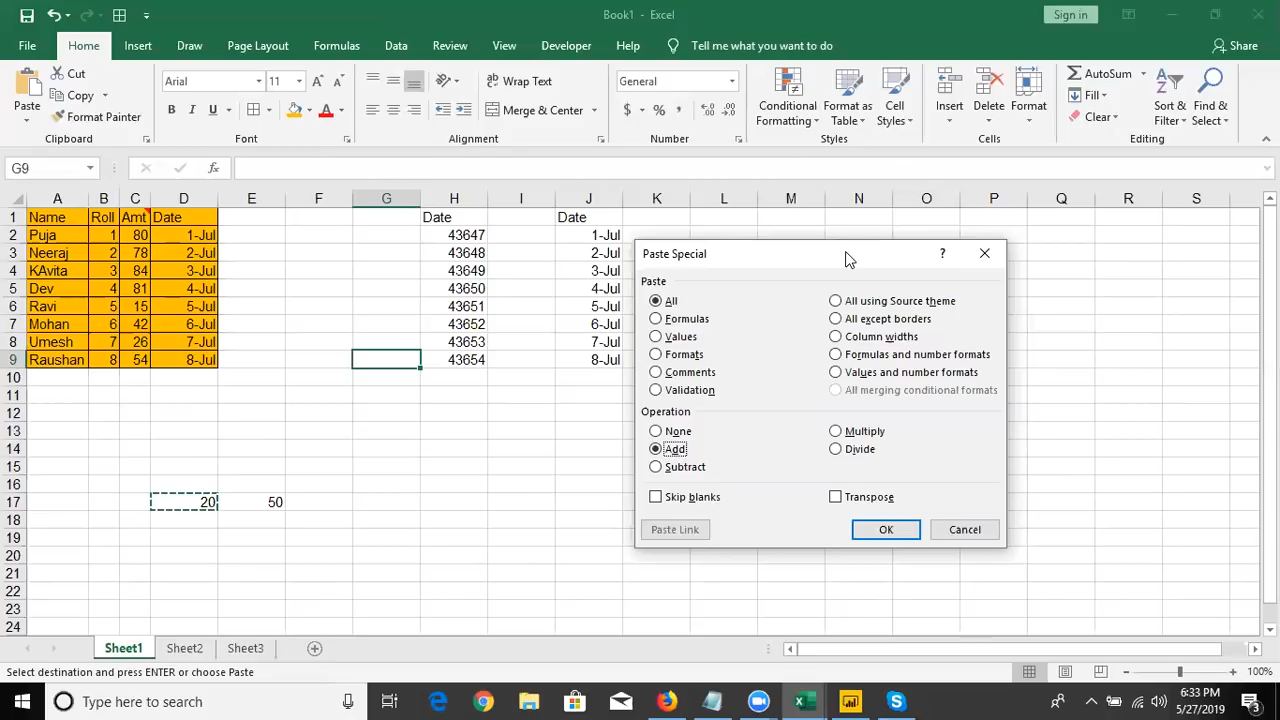 Book1 - Excel
Sign in
File Home Insert Draw Page Layout Formulas Data Review View Developer Help Tell me what you want to do Share
Paste
Cut
Copy
Format Painter
Clipboard
Arial 11
B I U
Font
Wrap Text
Merge & Center
Alignment
General
$ % ,
Number
Conditional Formatting
Format as Table
Cell Styles
Styles
Insert
Delete
Format
Cells
AutoSum
Fill
Clear
Sort & Filter
Find & Select
Editing
G9
fx
A B C D E F G H I J K L M N O P Q R S
1 Name Roll Amt Date Date Date
2 Puja 1 80 1-Jul 43647 1-Jul
3 Neeraj 2 78 2-Jul 43648 2-Jul
4 KAvita 3 84 3-Jul 43649 3-Jul
5 Dev 4 81 4-Jul 43650 4-Jul
6 Ravi 5 15 5-Jul 43651 5-Jul
7 Mohan 6 42 6-Jul 43652 6-Jul
8 Umesh 7 26 7-Jul 43653 7-Jul
9 Raushan 8 54 8-Jul 43654 8-Jul
10
11
12
13
14
15
16
17 20 50
18
19
20
21
22
23
24
Paste Special ?
Paste
All All using Source theme
Formulas All except borders
Values Column widths
Formats Formulas and number formats
Comments Values and number formats
Validation All merging conditional formats
Operation
None Multiply
Add Divide
Subtract
Skip blanks Transpose
Paste Link OK Cancel
Sheet1 Sheet2 Sheet3
Select destination and press ENTER or choose Paste
100%
Type here to search
6:33 PM
5/27/2019
3